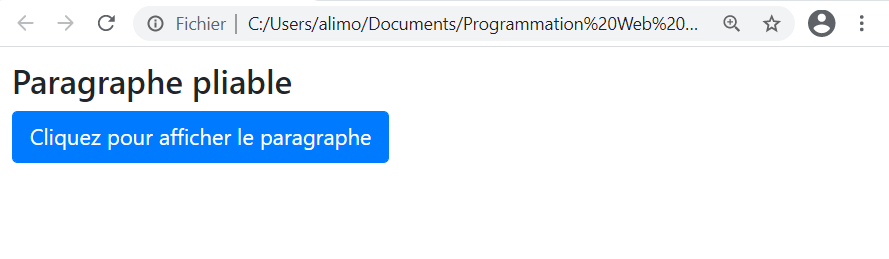 Fichier | C:/Users/alimo/Documents/Programmation%20Web%20...
Paragraphe pliable
Cliquez pour afficher le paragraphe